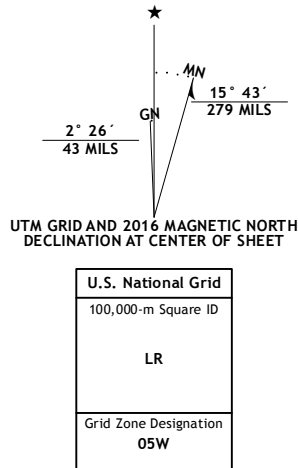 MN
GN
15° 43´
279 MILS
2° 26´
43 MILS
UTM GRID AND 2016 MAGNETIC NORTH
DECLINATION AT CENTER OF SHEET
U.S. National Grid
100,000-m Square ID
LR
Grid Zone Designation
05W